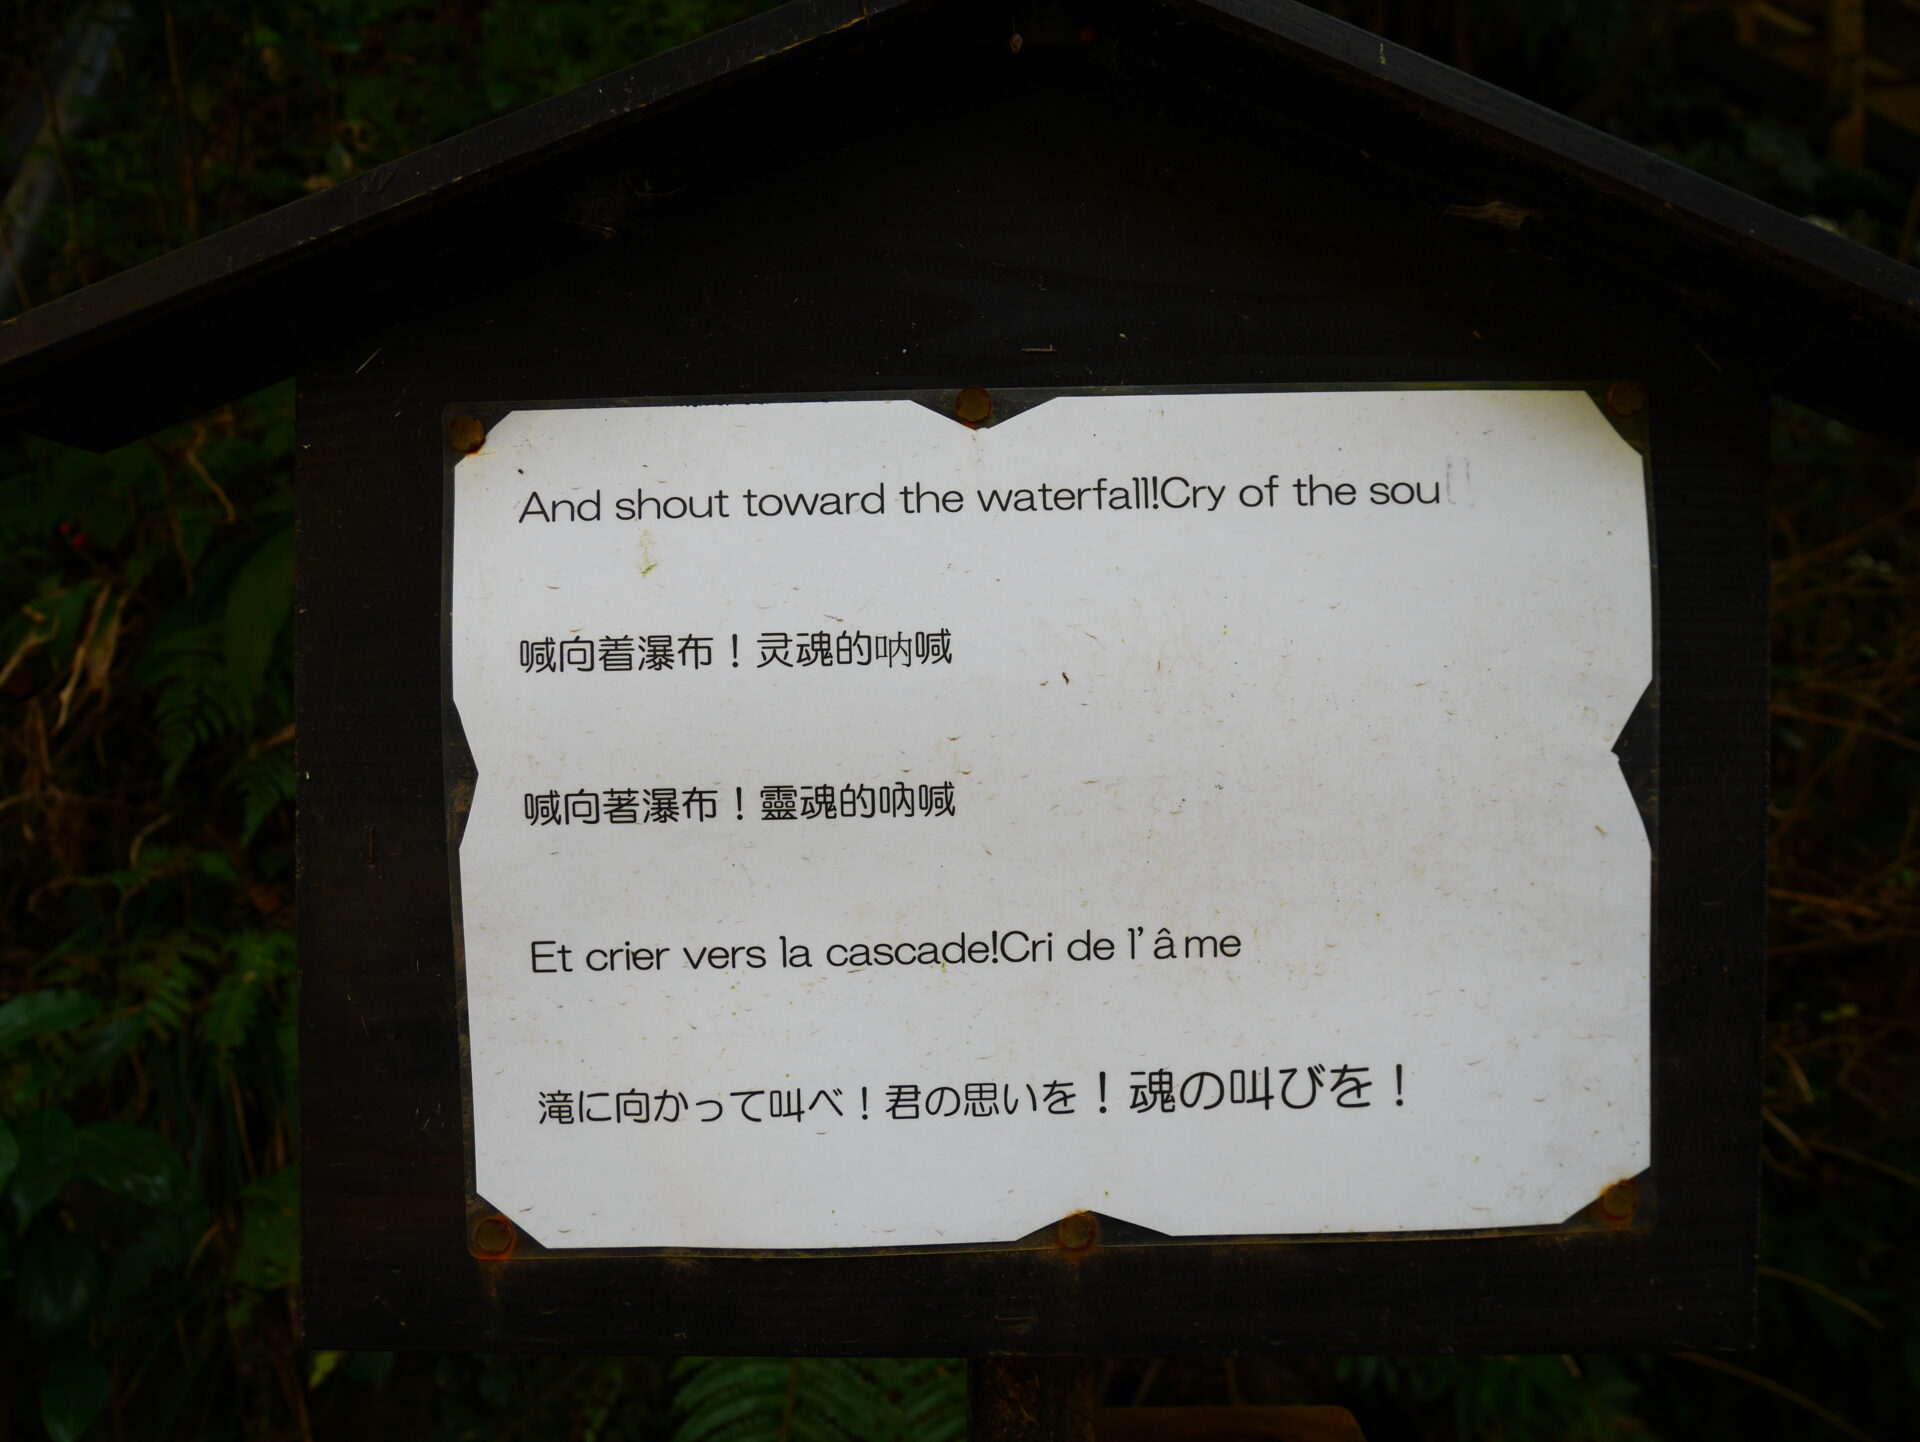 And shout toward the waterfall!Cry of the soul!
喊向着瀑布！灵魂的呐喊
喊向著瀑布！靈魂的吶喊
Et crier vers la cascade!Cri de l’âme
滝に向かって叫べ！君の思いを！魂の叫びを！